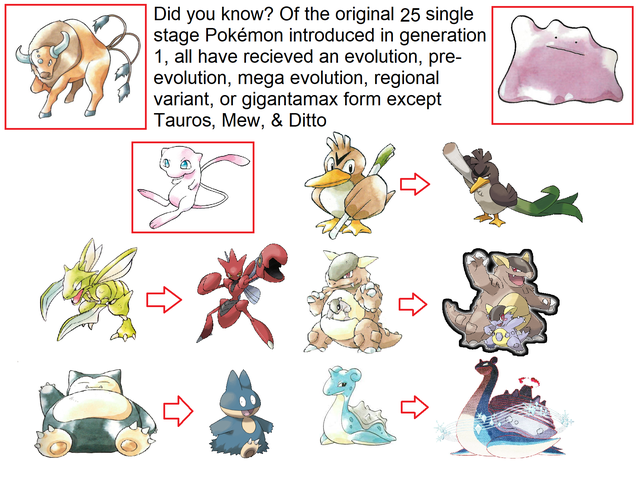 Did you know? Of the original 25 single
stage Pokémon introduced in generation
1, all have recieved an evolution, pre-
evolution, mega evolution, regional
variant, or gigantamax form except
Tauros, Mew, & Ditto